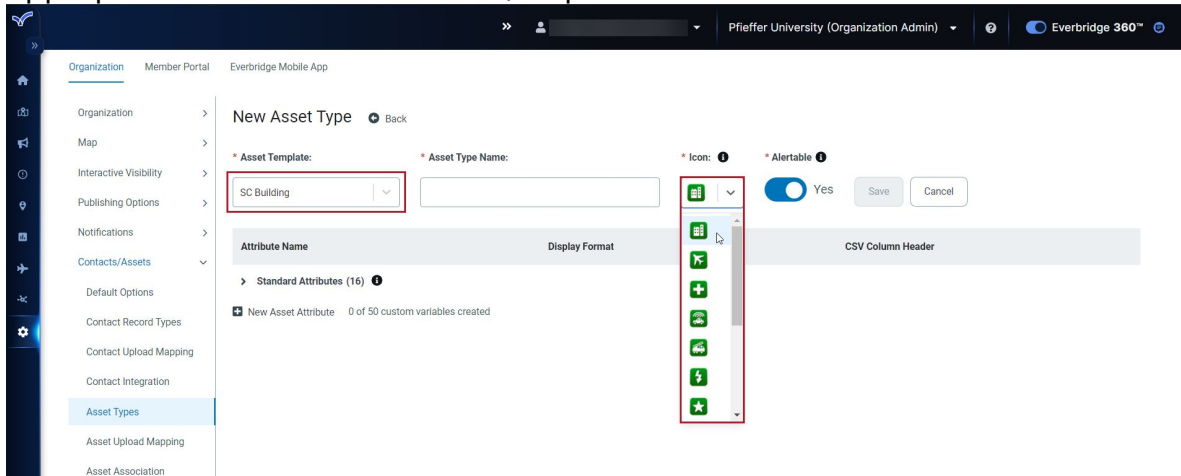 Pfieffer University (Organization Admin)
Everbridge 360™
Organization Member Portal Everbridge Mobile App
Organization
Map
Interactive Visibility
Publishing Options
Notifications
Contacts/Assets
Default Options
Contact Record Types
Contact Upload Mapping
Contact Integration
Asset Types
Asset Upload Mapping
Asset Association
New Asset Type Back
* Asset Template: * Asset Type Name: * Icon: * Alertable
SC Building Yes Save Cancel
Attribute Name Display Format CSV Column Header
Standard Attributes (16)
New Asset Attribute 0 of 50 custom variables created